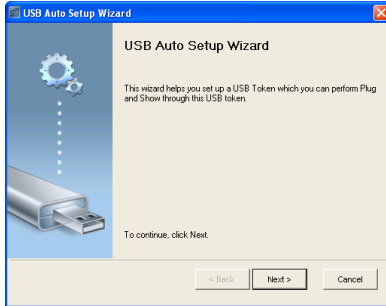 USB Auto Setup Wizard
USB Auto Setup Wizard
This wizard helps you set up a USB Token which you can perform Plug
and Show through this USB token.
To continue, click Next.
< Back
Next >
Cancel